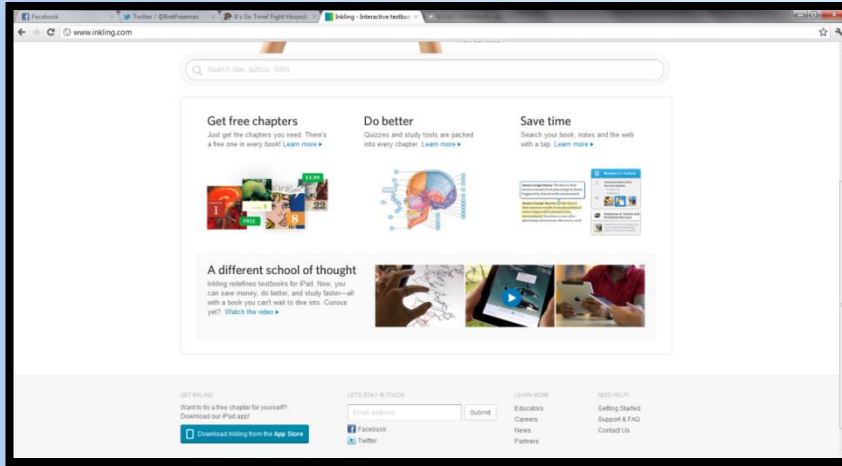 Facebook
Twitter / @BretFreeman
It's Go Time! Fight Hounds
Inkling - Interactive textboo
www.inkling.com
Search title, author, ISBN
Get free chapters
Just get the chapters you need. There's
a free one in every book! Learn more
Do better
Quizzes and study tools are packed
into every chapter. Learn more
Save time
Search your book, notes and the web
with a tap. Learn more
$3.99
1
FREE
7
8
22
A different school of thought
Inkling redefines textbooks for iPad. Now, you
can save money, do better, and study faster—all
with a book you can't wait to dive into. Curious
yet? Watch the video
GET INKLING
Want to try a free chapter for yourself?
Download our iPad app!
Download Inkling from the App Store
LET'S STAY IN TOUCH
Email address
Submit
Facebook
Twitter
LEARN MORE
Educators
Careers
News
Partners
NEED HELP?
Getting Started
Support & FAQ
Contact Us